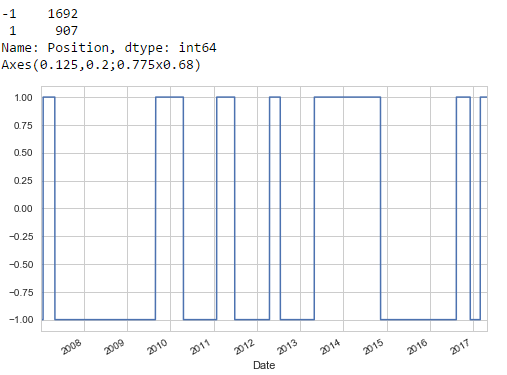 -1 1692
1 907
Name: Position, dtype: int64
Axes(0.125,0.2;0.775x0.68)
1.00
0.75
0.50
0.25
0.00
−0.25
−0.50
−0.75
−1.00
2008 2009 2010 2011 2012 2013 2014 2015 2016 2017
Date